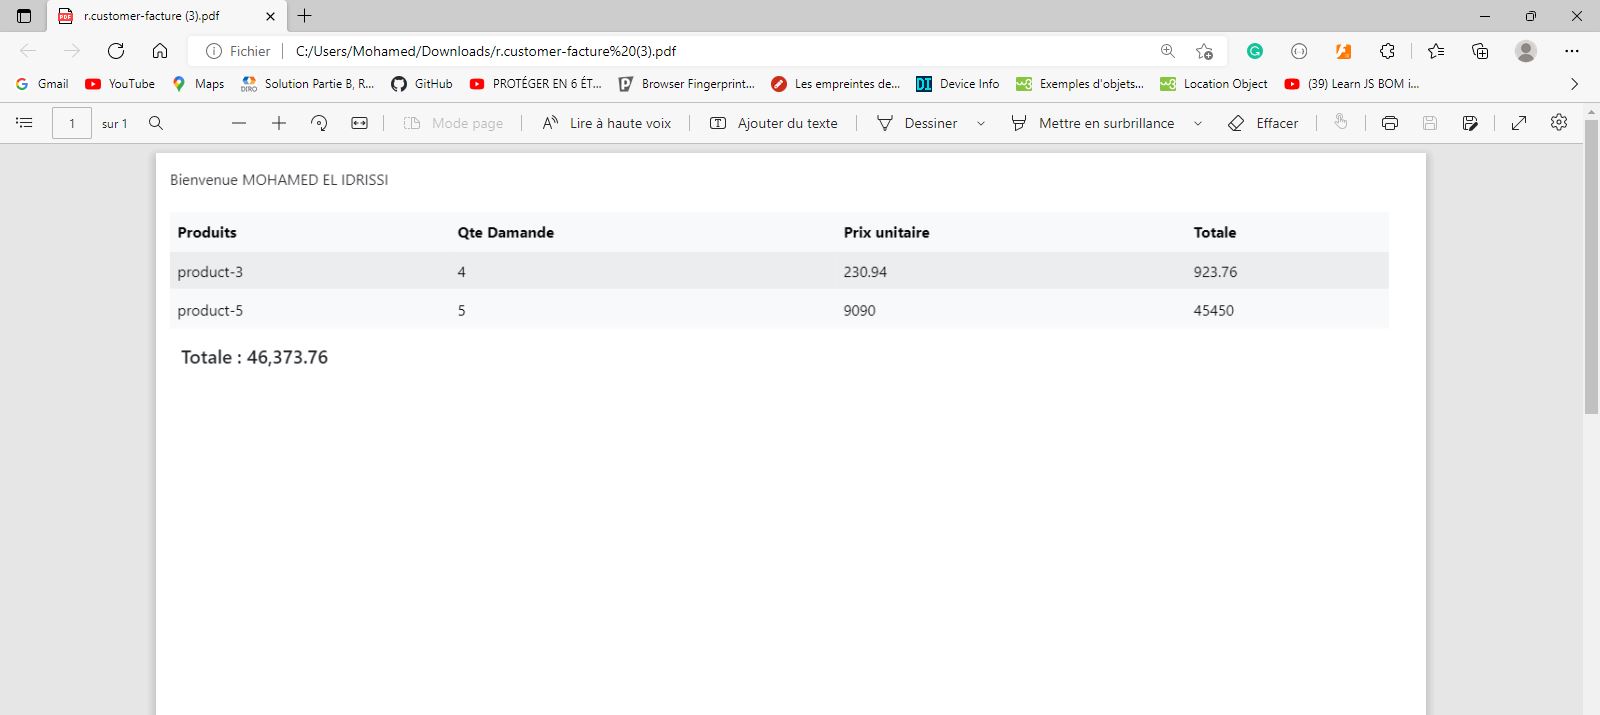 r.customer-facture (3).pdf
Fichier C:/Users/Mohamed/Downloads/r.customer-facture%20(3).pdf
Gmail YouTube Maps Solution Partie B, R... GitHub PROTÉGER EN 6 ÉT... Browser Fingerprint... Les empreintes de... Device Info Exemples d'objets... Location Object (39) Learn JS BOM i...
1 sur 1 Mode page Lire à haute voix Ajouter du texte Dessiner Mettre en surbrillance Effacer
Bienvenue MOHAMED EL IDRISSI
Produits Qte Damande Prix unitaire Totale
product-3 4 230.94 923.76
product-5 5 9090 45450
Totale : 46,373.76